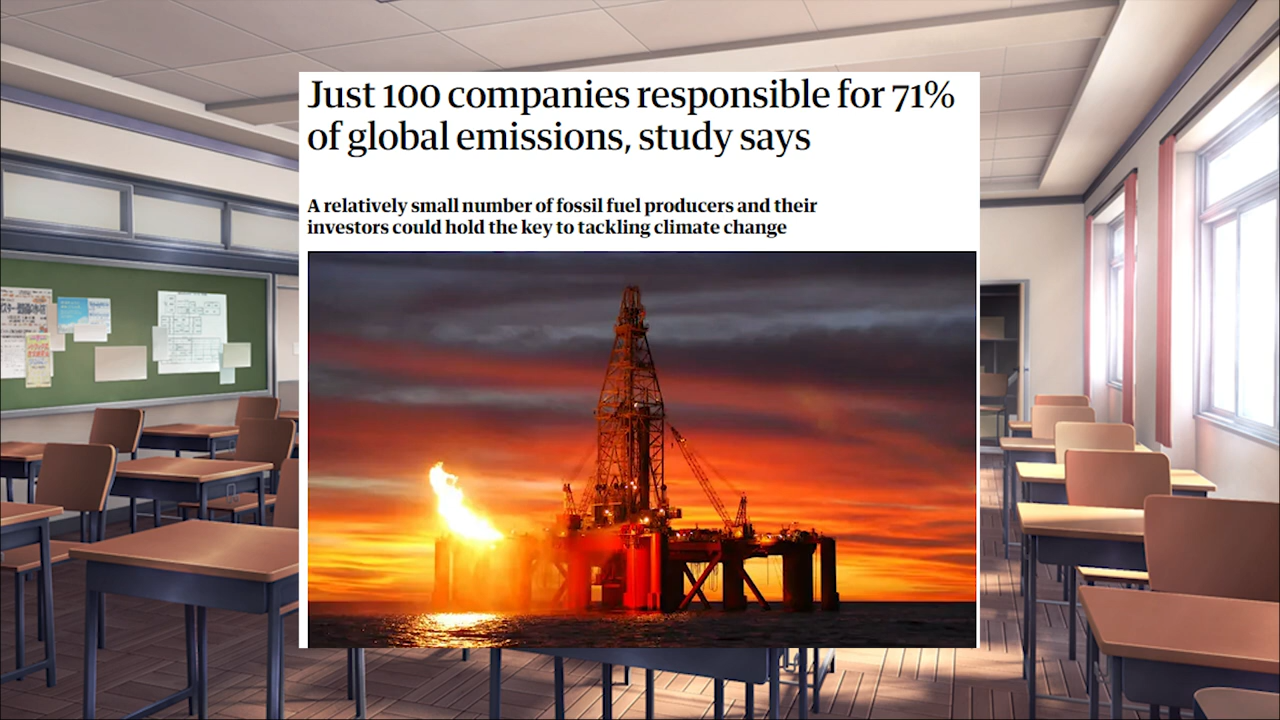 Just 100 companies responsible for 71%
of global emissions, study says
A relatively small number of fossil fuel producers and their
investors could hold the key to tackling climate change